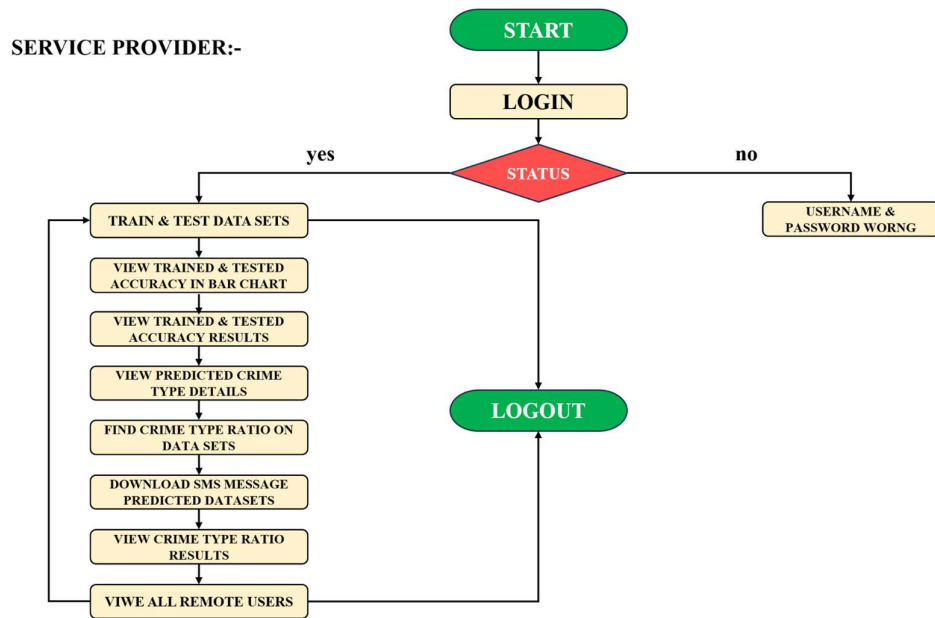 START
SERVICE PROVIDER:-
LOGIN
yes
no
STATUS
TRAIN & TEST DATA SETS
USERNAME &
PASSWORD WORNG
VIEW TRAINED & TESTED
ACCURACY IN BAR CHART
VIEW TRAINED & TESTED
ACCURACY RESULTS
VIEW PREDICTED CRIME
TYPE DETAILS
LOGOUT
FIND CRIME TYPE RATIO ON
DATA SETS
DOWNLOAD SMS MESSAGE
PREDICTED DATASETS
VIEW CRIME TYPE RATIO
RESULTS
VIWE ALL REMOTE USERS